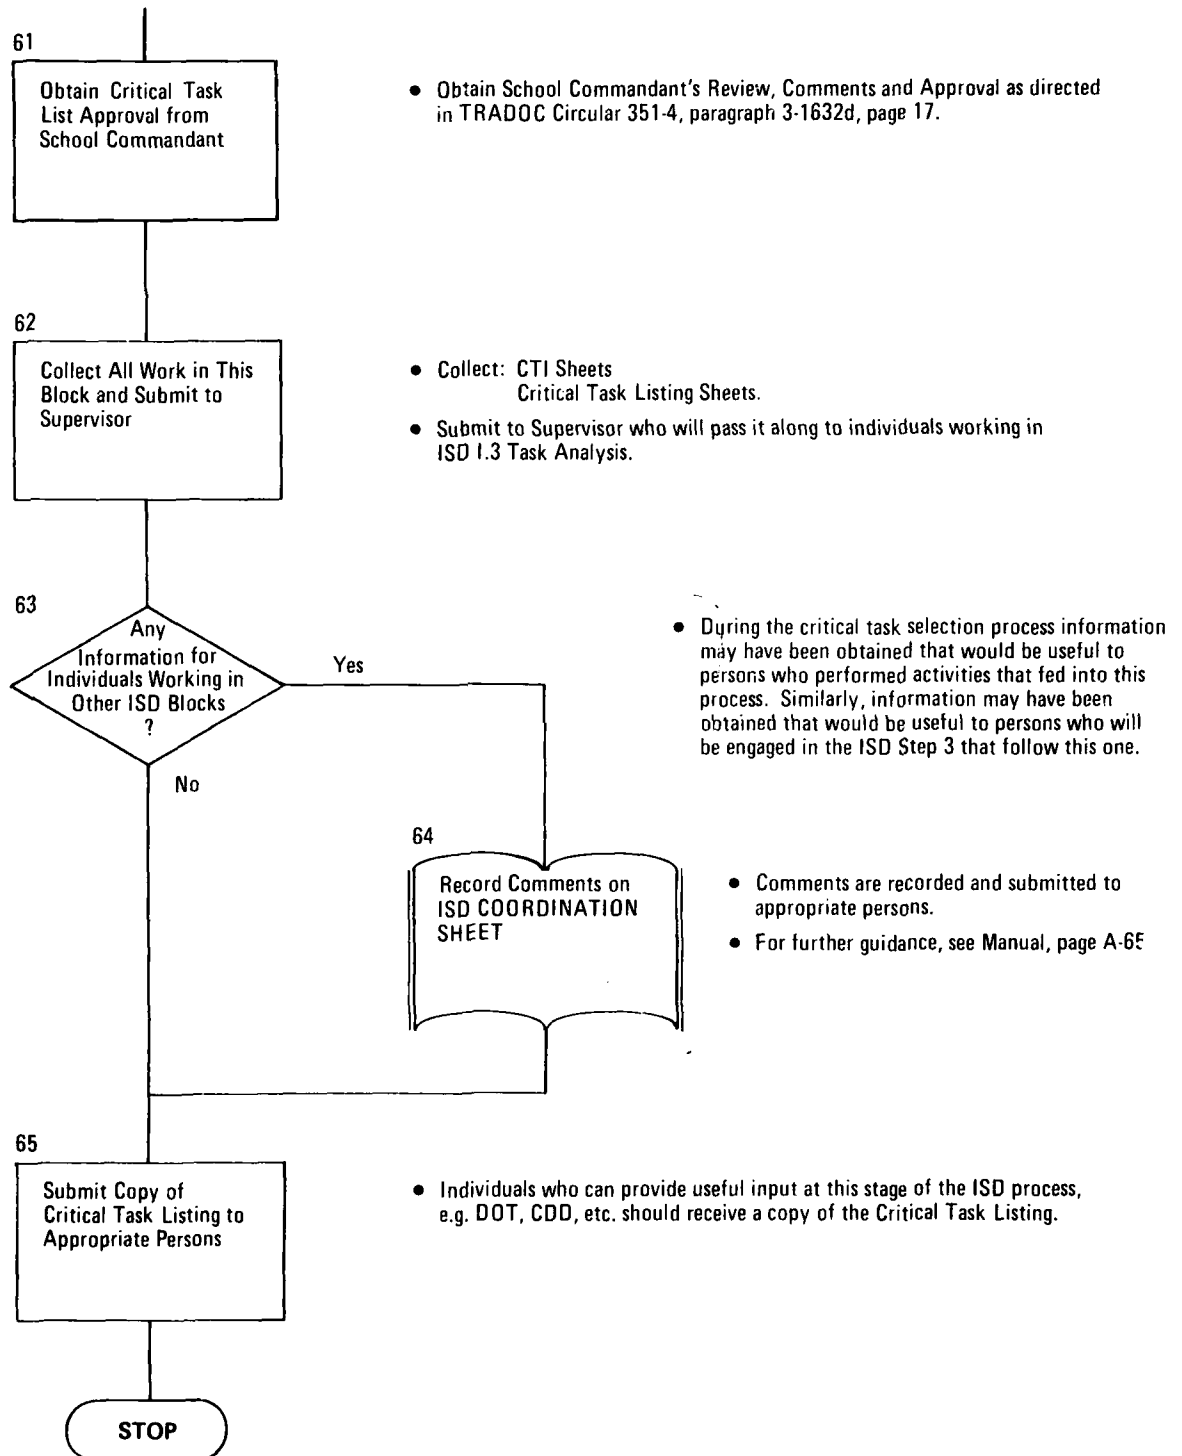 61
Obtain Critical Task
List Approval from
School Commandant
● Obtain School Commandant's Review, Comments and Approval as directed
in TRADOC Circular 351-4, paragraph 3-1632d, page 17.
62
Collect All Work in This
Block and Submit to
Supervisor
● Collect: CTI Sheets
Critical Task Listing Sheets.
● Submit to Supervisor who will pass it along to individuals working in
ISD I.3 Task Analysis.
63
Any
Information for
Individuals Working in
Other ISD Blocks
?
Yes
No
● During the critical task selection process information
may have been obtained that would be useful to
persons who performed activities that fed into this
process. Similarly, information may have been
obtained that would be useful to persons who will
be engaged in the ISD Step 3 that follow this one.
64
Record Comments on
ISD COORDINATION
SHEET
● Comments are recorded and submitted to
appropriate persons.
● For further guidance, see Manual, page A-65
65
Submit Copy of
Critical Task Listing to
Appropriate Persons
● Individuals who can provide useful input at this stage of the ISD process,
e.g. DOT, CDD, etc. should receive a copy of the Critical Task Listing.
STOP